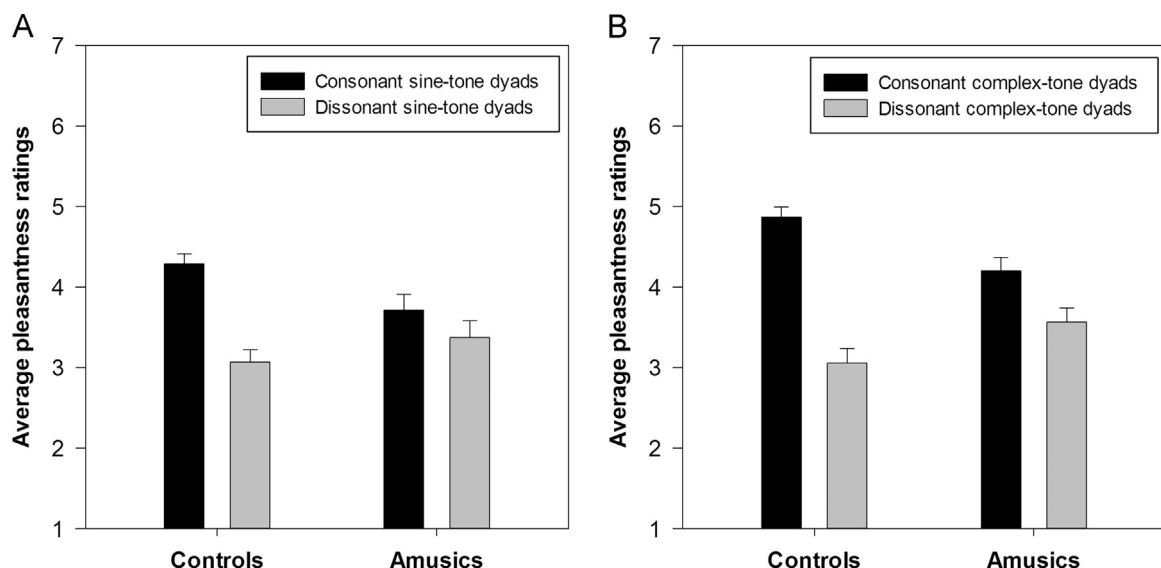 A
Average pleasantness ratings
7
6
5
4
3
2
1
Consonant sine-tone dyads
Dissonant sine-tone dyads
Controls
Amusics
B
Average pleasantness ratings
7
6
5
4
3
2
1
Consonant complex-tone dyads
Dissonant complex-tone dyads
Controls
Amusics